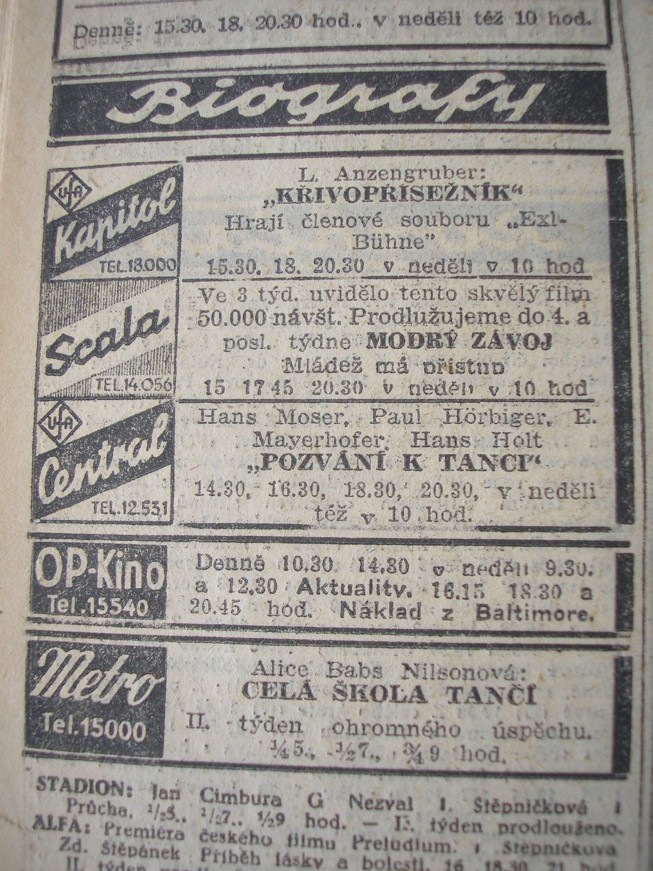 Denně: 15.30, 18. 20.30 hod., v neděli též 10 hod.
Biografy
UFA
Kapitol
TEL.13.000
L. Anzengruber:
„KŘIVOPŘÍSEŽNÍK“
Hrají členové souboru „Exl-
Bühne”
15.30. 18. 20.30 v neděli v 10 hod
Scala
TEL.14.056
Ve 3 týd. uvidělo tento skvělý film
50.000 návšt. Prodlužujeme do 4. a
posl. týdne MODRÝ ZÁVOJ
Mládež má přístup
15 17.45 20.30 v neděli v 10 hod
UFA
Central
TEL.12.531
Hans Moser, Paul Hörbiger, E.
Mayerhofer, Hans Holt
„POZVÁNÍ K TANCI“
14.30, 16.30, 18.30, 20.30, v neděli
též v 10 hod.
OP-Kino
Tel.15540
Denně 10.30. 14.30 v neděli 9.30.
a 12.30 Aktuality. 16.15 18.30 a
20.45 hod. Náklad z Baltimore.
Metro
Tel.15000
Alice Babs Nilsonová:
CELÁ ŠKOLA TANČÍ
II. týden ohromného úspěchu.
¾5., ½7., ¾9 hod.
STADION: Jan Cimbura G Nezval J. Štěpničková
Průcha, ½7., ½9 hod. — týden prodlouženo.
ALFA: Premiéra českého filmu Preludium. Štěpničková
Zd. Štěpánek Příběh lásky a bolesti. 16 18.30 21 hod.